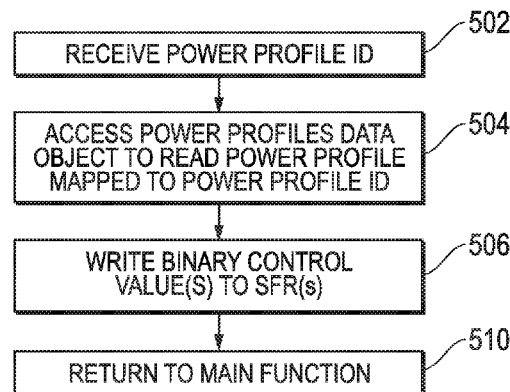 502
RECEIVE POWER PROFILE ID
504
ACCESS POWER PROFILES DATA
OBJECT TO READ POWER PROFILE
MAPPED TO POWER PROFILE ID
506
WRITE BINARY CONTROL
VALUE(S) TO SFR(s)
510
RETURN TO MAIN FUNCTION